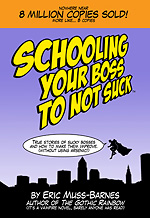 NOWHERE NEAR
8 MILLION COPIES SOLD!
MORE LIKE... 8 COPIES
SCHOOLING
YOUR BOSS
TO NOT SUCK
TRUE STORIES OF SUCKY BOSSES
AND HOW TO MAKE THEM IMPROVE
(WITHOUT USING ARSENIC!)
BY ERIC MUSS-BARNES
AUTHOR OF THE GOTHIC RAINBOW
(IT'S A VAMPIRE NOVEL, BARELY ANYONE HAS READ)